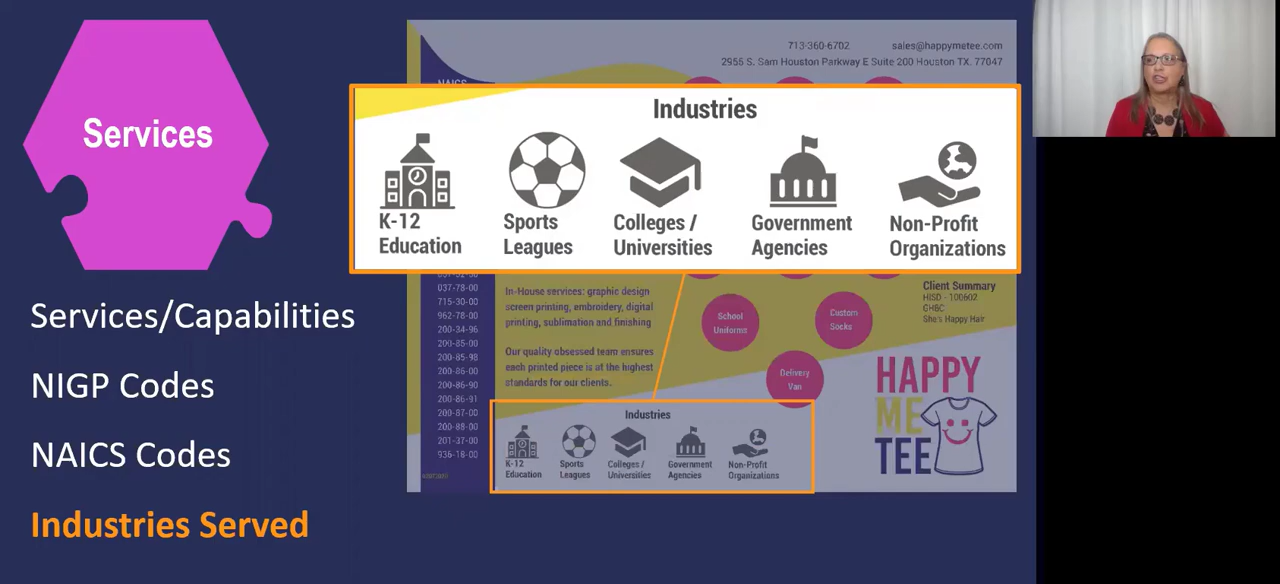 Services
Services/Capabilities
NIGP Codes
NAICS Codes
Industries Served
713-360-6702 sales@happymetee.com
2955 S. Sam Houston Parkway E Suite 200 Houston TX. 77047
NAICS
Industries
K-12
Education
Sports
Leagues
Colleges /
Universities
Government
Agencies
Non-Profit
Organizations
037-78-00
715-30-00
962-78-00
200-34-96
200-85-00
200-85-98
200-86-00
200-86-90
200-86-91
200-87-00
200-88-00
201-37-00
936-18-00
In-House services: graphic design
screen printing, embroidery, digital
printing, sublimation and finishing
Our quality obsessed team ensures
each printed piece is at the highest
standards for our clients.
School
Uniforms
Custom
Socks
Delivery
Van
Client Summary
HISD - 100602
GHBC
She's Happy Hair
Industries
K-12
Education
Sports
Leagues
Colleges /
Universities
Government
Agencies
Non-Profit
Organizations
HAPPY
ME
TEE